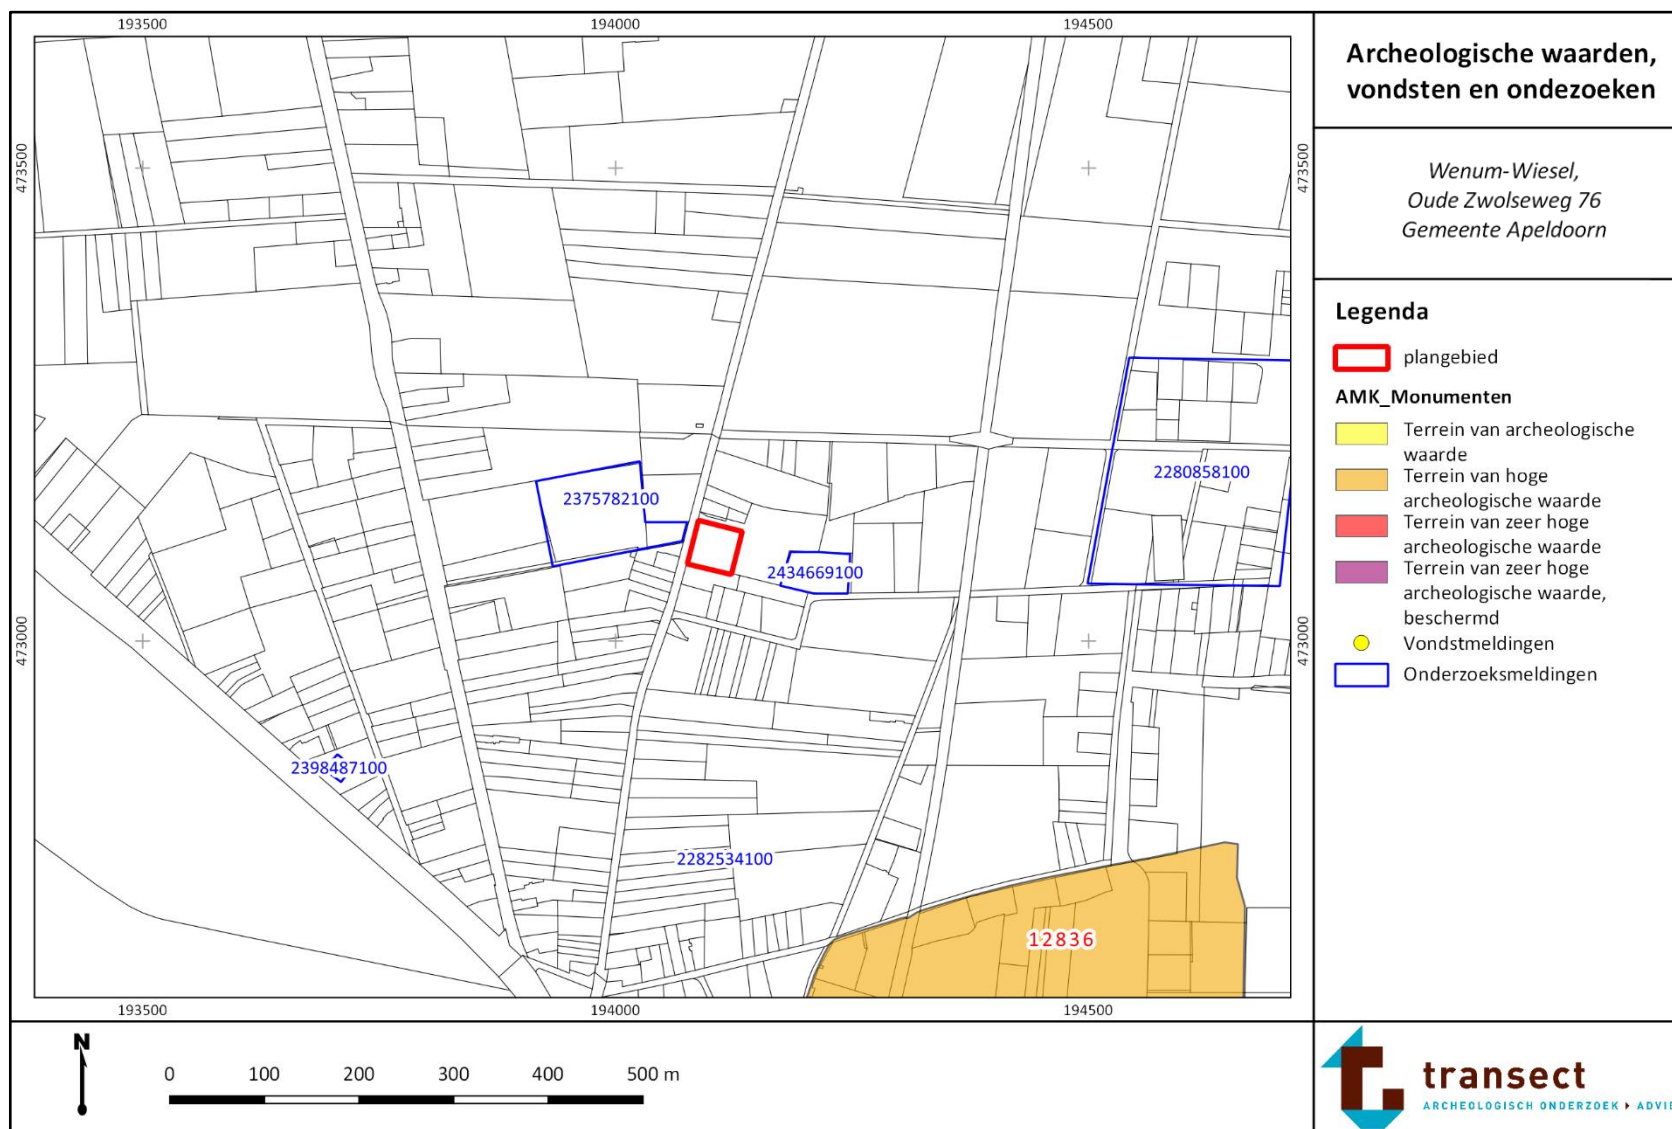 193500
194000
194500
473500
473500
473000
473000
2375782100
2280858100
2434669100
2398487100
2282534100
12836
193500
194000
194500
N
0 100 200 300 400 500 m
Archeologische waarden,
vondsten en ondezoeken
Wenum-Wiesel,
Oude Zwolseweg 76
Gemeente Apeldoorn
Legenda
plangebied
AMK_Monumenten
Terrein van archeologische
waarde
Terrein van hoge
archeologische waarde
Terrein van zeer hoge
archeologische waarde
Terrein van zeer hoge
archeologische waarde,
beschermd
Vondstmeldingen
Onderzoeksmeldingen
transect
ARCHEOLOGISCH ONDERZOEK ▸ ADVIE